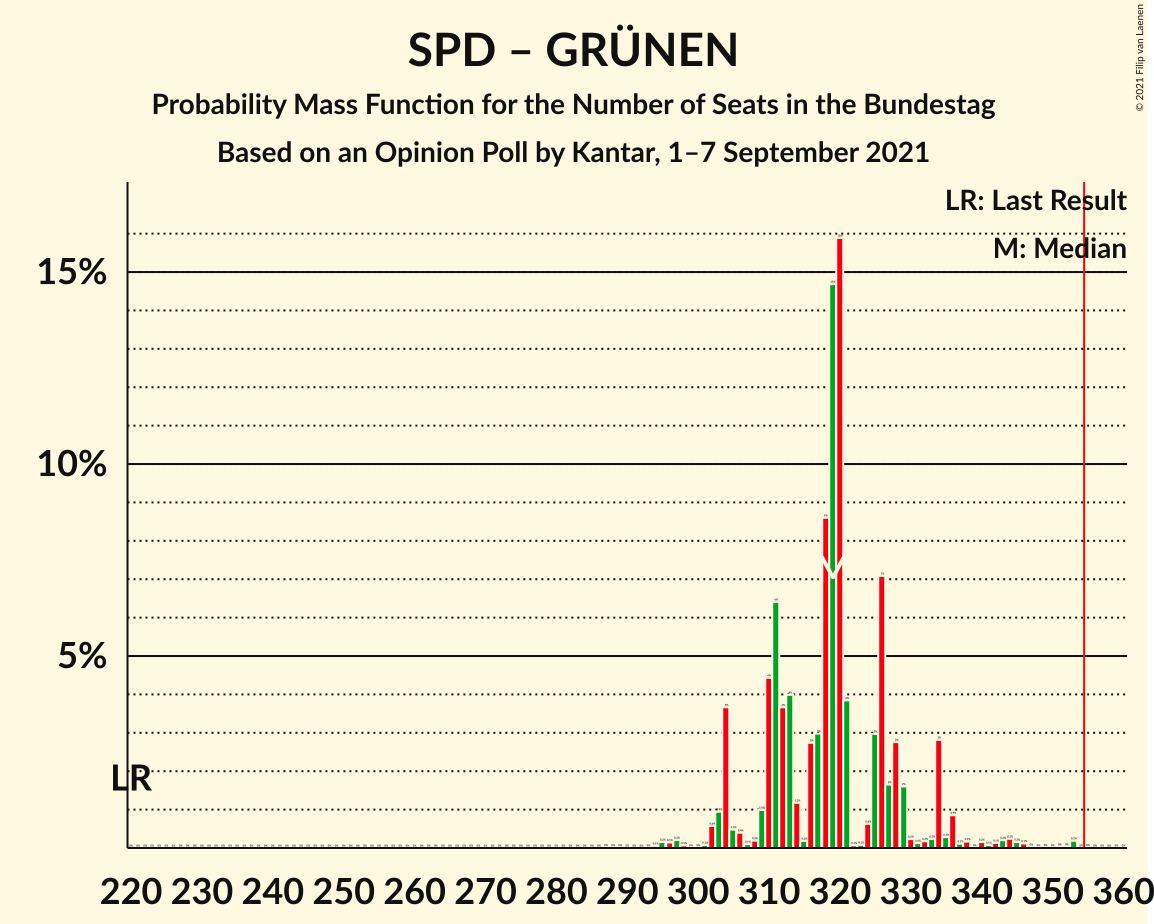 SPD – GRÜNEN
Probability Mass Function for the Number of Seats in the Bundestag
Based on an Opinion Poll by Kantar, 1–7 September 2021
© 2021 Filip van Laenen
LR: Last Result
M: Median
15%
10%
5%
LR
M
220 230 240 250 260 270 280 290 300 310 320 330 340 350 360